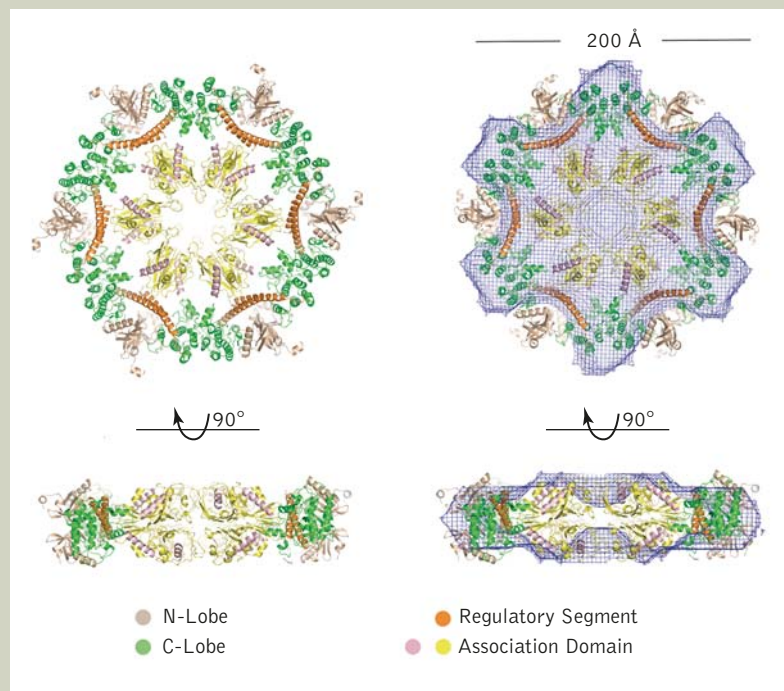 200 Å
90°
90°
N-Lobe
C-Lobe
Regulatory Segment
Association Domain